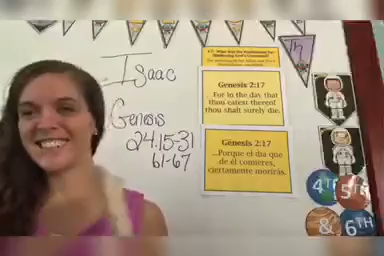 Isaac
Genesis
24:15-31
61-67
Genesis 2:17
For in the day that
thou eatest thereof
thou shalt surely die.
Genesis 2:17
...Porque el día que
de él comieres,
ciertamente morirás.
4TH
5TH
& 6TH